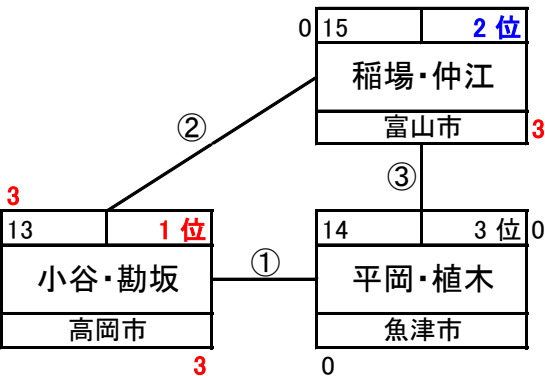 0 15 2 位
稲場・仲江
富山市 3
②
③
3
13 1 位
小谷・勘坂
高岡市
3
①
14 3 位 0
平岡・植木
魚津市
0